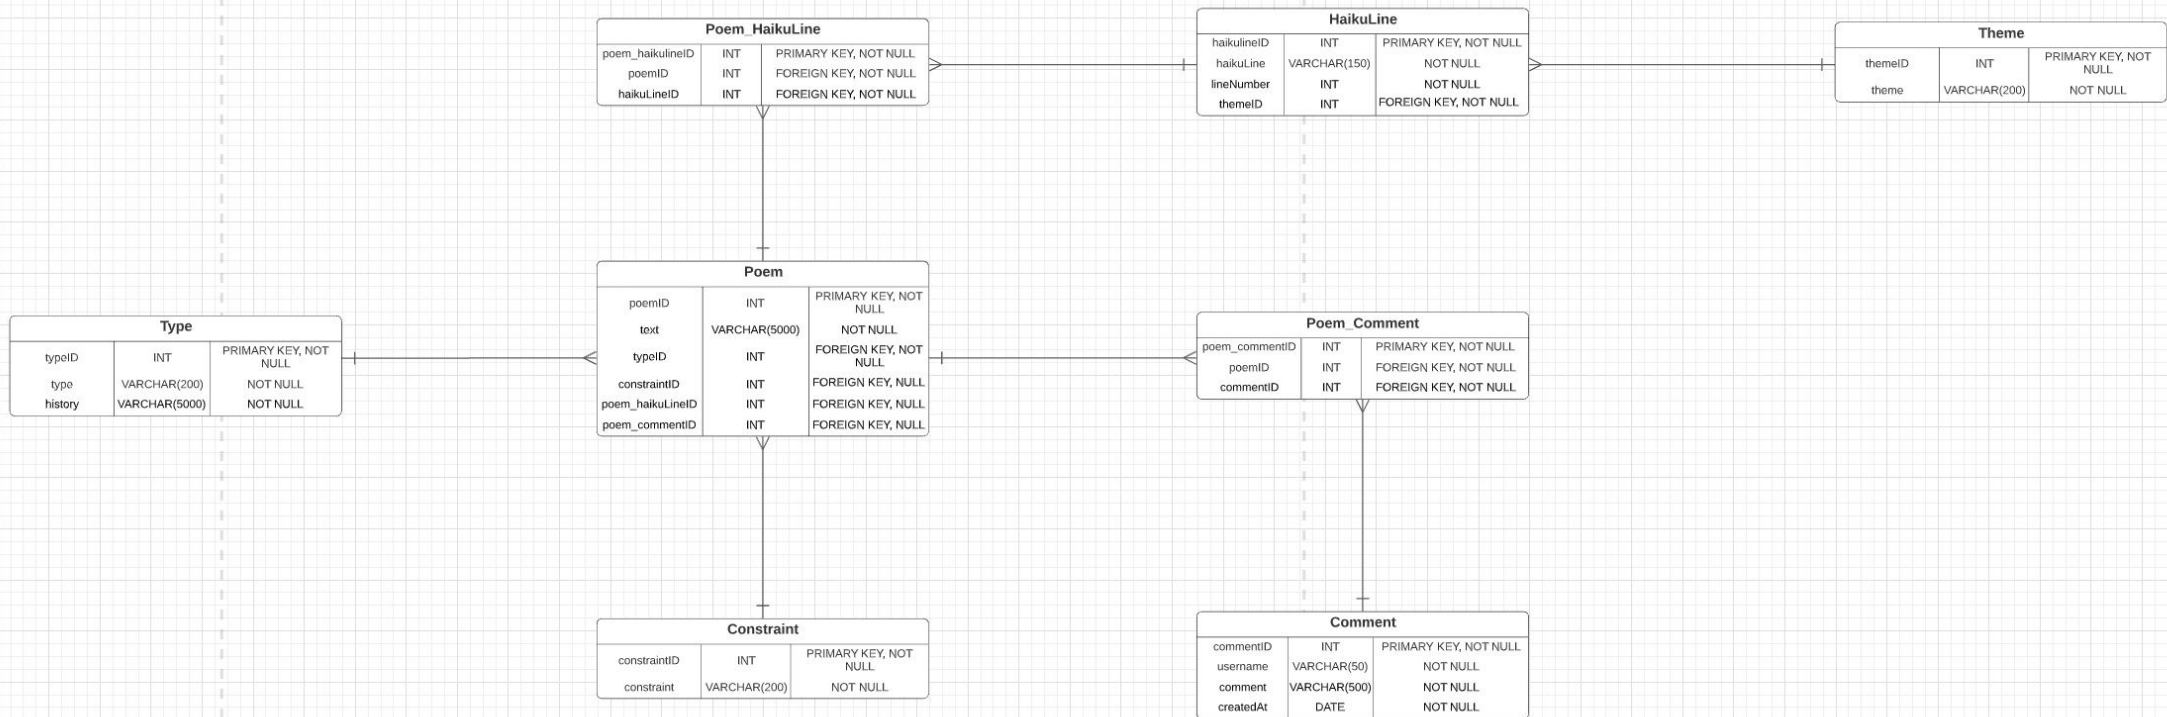 Poem_HaikuLine
poem_haikulineID INT PRIMARY KEY, NOT NULL
poemID INT FOREIGN KEY, NOT NULL
haikuLineID INT FOREIGN KEY, NOT NULL
HaikuLine
haikulineID INT PRIMARY KEY, NOT NULL
haikuLine VARCHAR(150) NOT NULL
lineNumber INT NOT NULL
themeID INT FOREIGN KEY, NOT NULL
Theme
themeID INT PRIMARY KEY, NOT
NULL
theme VARCHAR(200) NOT NULL
Type
typeID INT PRIMARY KEY, NOT
NULL
type VARCHAR(200) NOT NULL
history VARCHAR(5000) NOT NULL
Poem
poemID INT PRIMARY KEY, NOT
NULL
text VARCHAR(5000) NOT NULL
typeID INT FOREIGN KEY, NOT
NULL
constraintID INT FOREIGN KEY, NULL
poem_haikuLineID INT FOREIGN KEY, NULL
poem_commentID INT FOREIGN KEY, NULL
Poem_Comment
poem_commentID INT PRIMARY KEY, NOT NULL
poemID INT FOREIGN KEY, NOT NULL
commentID INT FOREIGN KEY, NOT NULL
Constraint
constraintID INT PRIMARY KEY, NOT
NULL
constraint VARCHAR(200) NOT NULL
Comment
commentID INT PRIMARY KEY, NOT NULL
username VARCHAR(50) NOT NULL
comment VARCHAR(500) NOT NULL
createdAt DATE NOT NULL